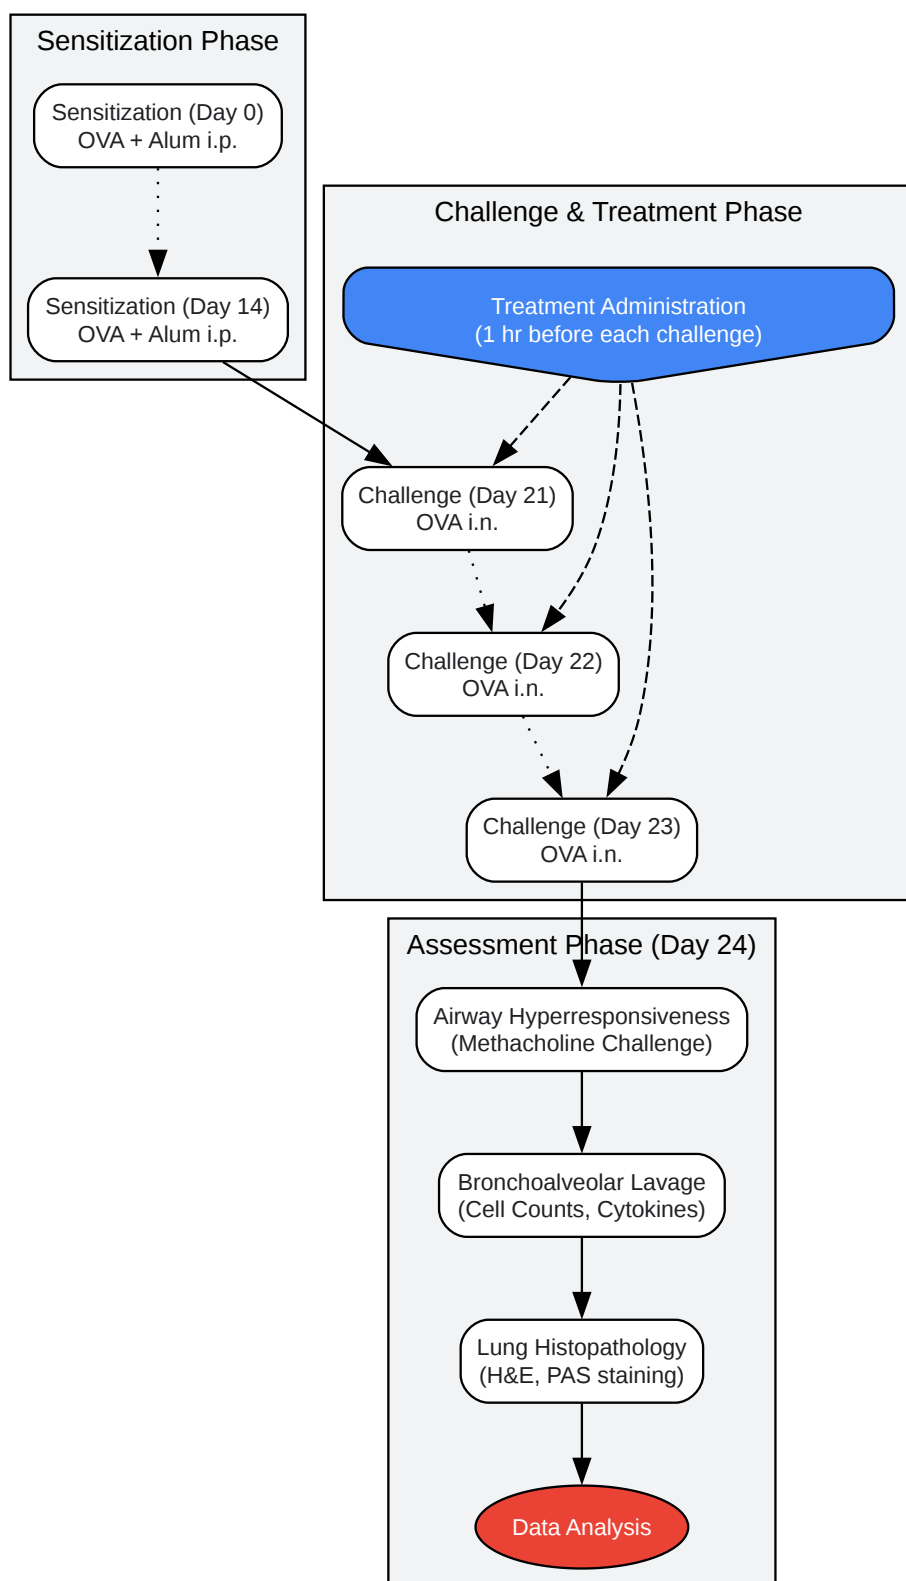 Sensitization Phase
Sensitization (Day 0)
OVA + Alum i.p.
Sensitization (Day 14)
OVA + Alum i.p.
Challenge & Treatment Phase
Treatment Administration
(1 hr before each challenge)
Challenge (Day 21)
OVA i.n.
Challenge (Day 22)
OVA i.n.
Challenge (Day 23)
OVA i.n.
Assessment Phase (Day 24)
Airway Hyperresponsiveness
(Methacholine Challenge)
Bronchoalveolar Lavage
(Cell Counts, Cytokines)
Lung Histopathology
(H&E, PAS staining)
Data Analysis